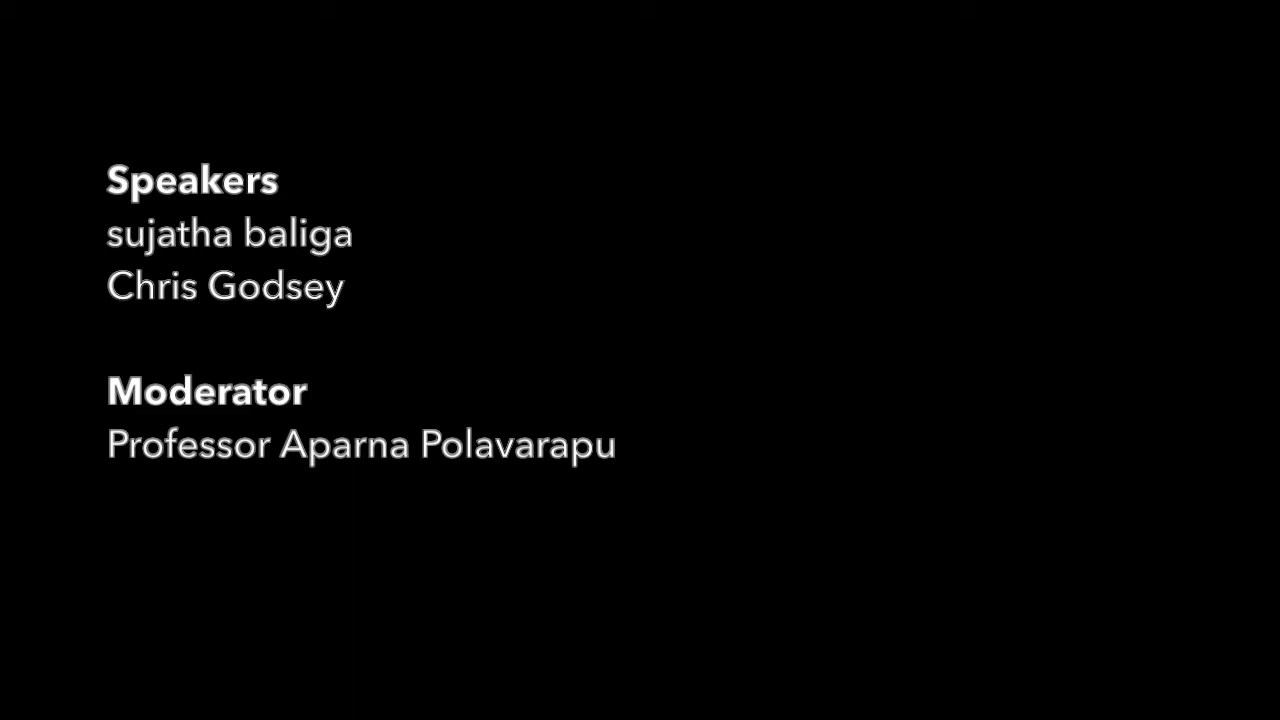 Speakers
sujatha baliga
Chris Godsey
Moderator
Professor Aparna Polavarapu